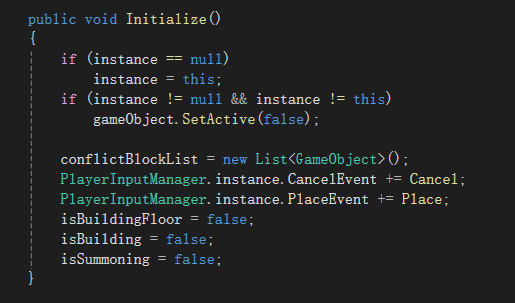 public void Initialize()
{
if (instance == null)
instance = this;
if (instance != null && instance != this)
gameObject.SetActive(false);
conflictBlockList = new List<GameObject>();
PlayerInputManager.instance.CancelEvent += Cancel;
PlayerInputManager.instance.PlaceEvent += Place;
isBuildingFloor = false;
isBuilding = false;
isSummoning = false;
}